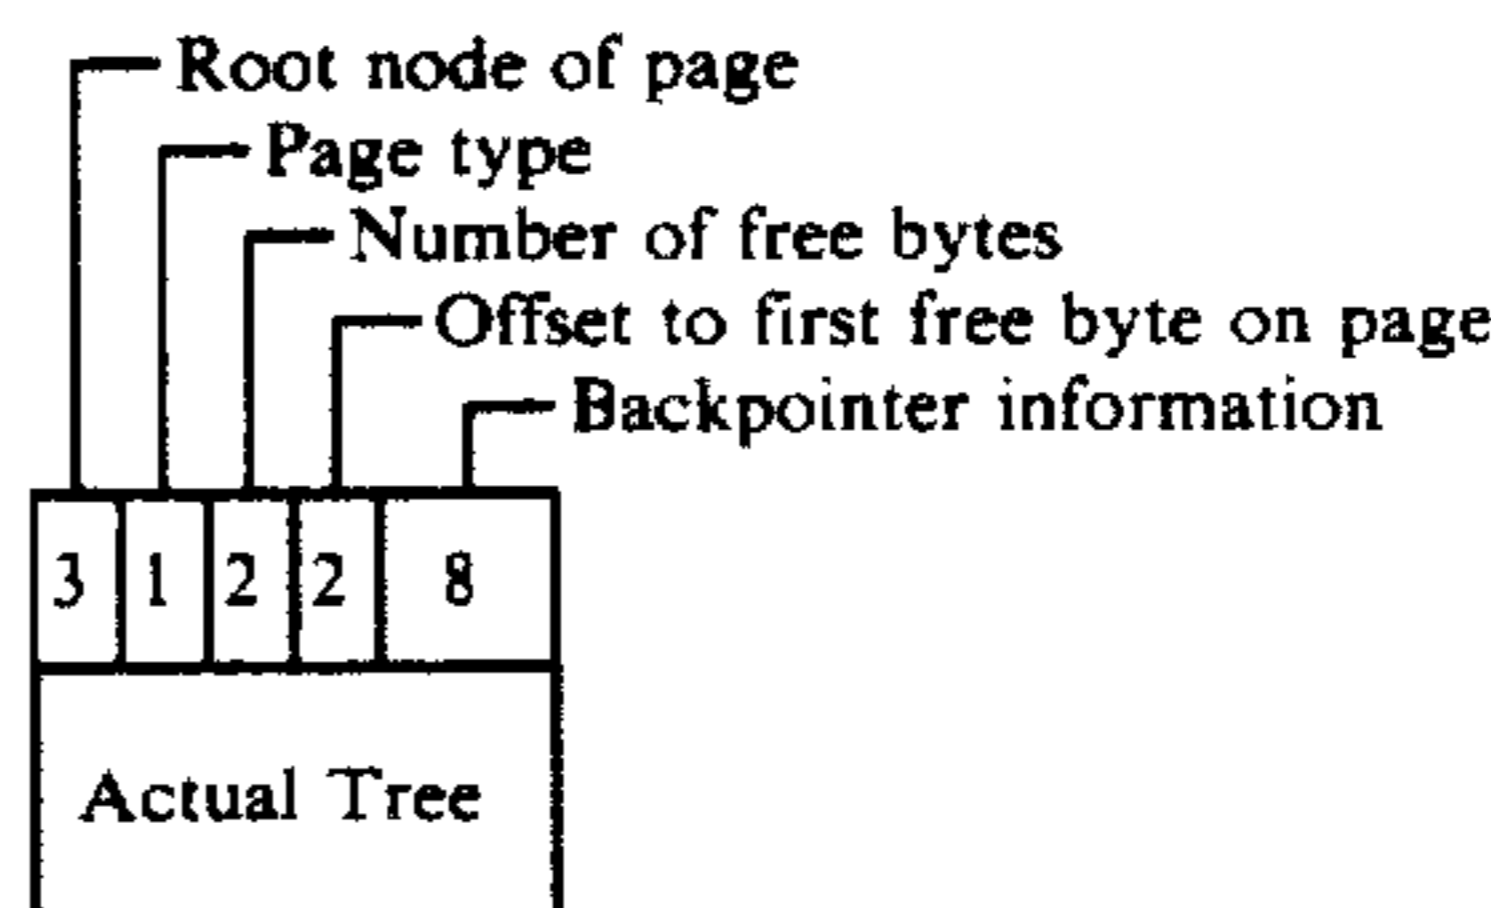 Root node of page
Page type
Number of free bytes
Offset to first free byte on page
Backpointer information
3 1 2 2 8
Actual Tree